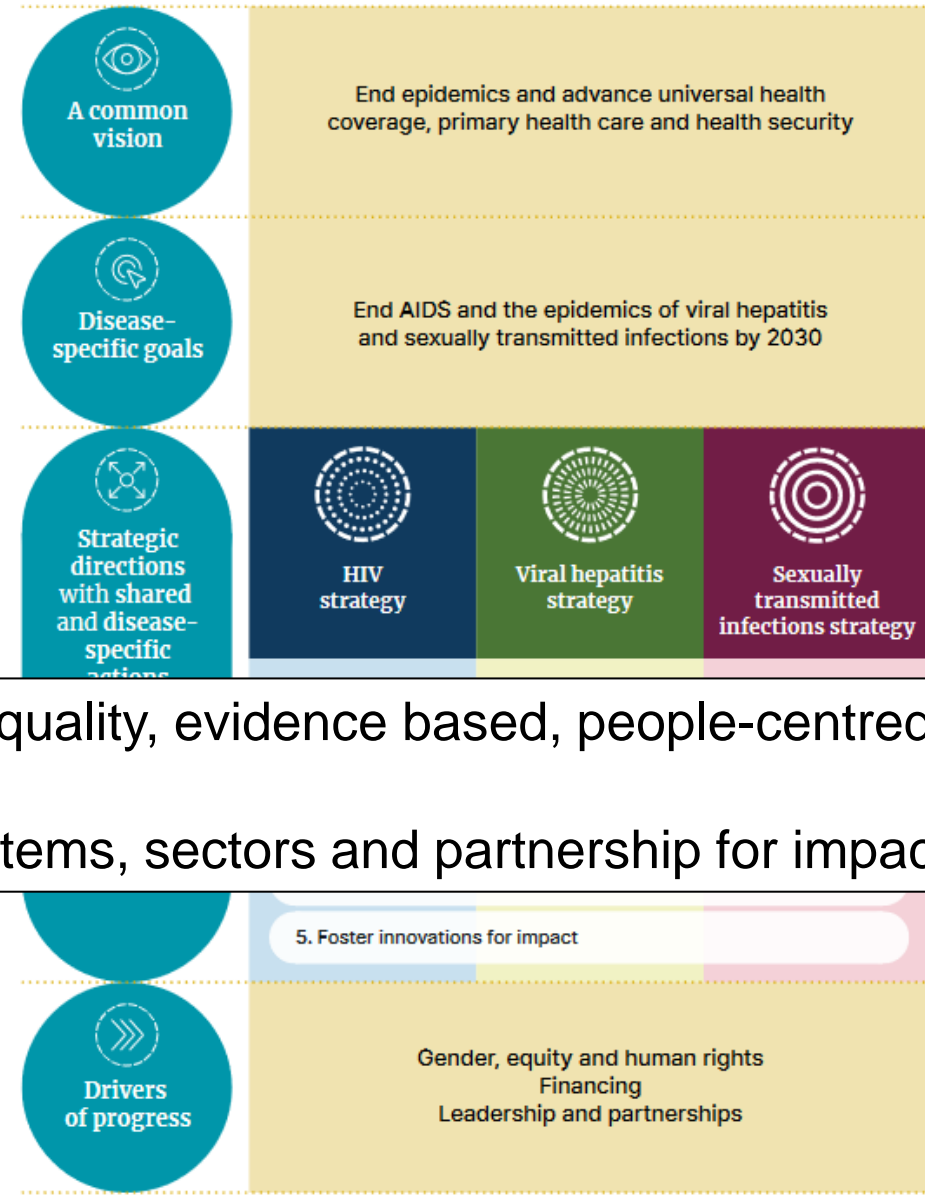 A common
vision
End epidemics and advance universal health
coverage, primary health care and health security
Disease-
specific goals
End AIDS and the epidemics of viral hepatitis
and sexually transmitted infections by 2030
Strategic
directions
with shared
and disease-
specific
actions
HIV
strategy
Viral hepatitis
strategy
Sexually
transmitted
infections strategy
quality, evidence based, people-centred
tems, sectors and partnership for impac
5. Foster innovations for impact
Drivers
of progress
Gender, equity and human rights
Financing
Leadership and partnerships